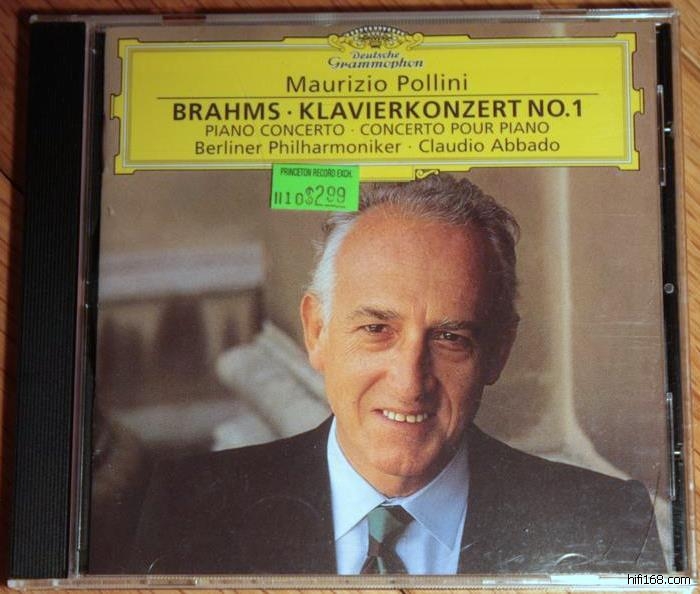 Deutsche
Grammophon
Maurizio Pollini
BRAHMS · KLAVIERKONZERT NO.1
PIANO CONCERTO · CONCERTO POUR PIANO
Berliner Philharmoniker · Claudio Abbado
PRINCETON RECORD EXCH.
1110 $2.99
hifi168.com